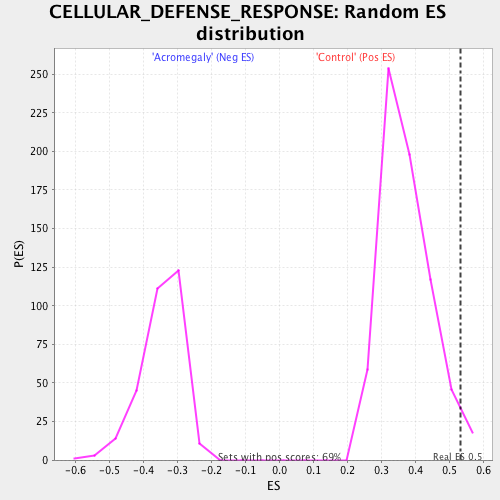 CELLULAR_DEFENSE_RESPONSE: Random ES
distribution
'Acromegaly' (Neg ES) 'Control' (Pos ES)
250
225
200
175
150
125
100
75
50
25
0
P(ES)
Sets with pos scores: 69%
Real ES 0.5
-0.6 -0.5 -0.4 -0.3 -0.2 -0.1 0.0 0.1 0.2 0.3 0.4 0.5 0.6
ES